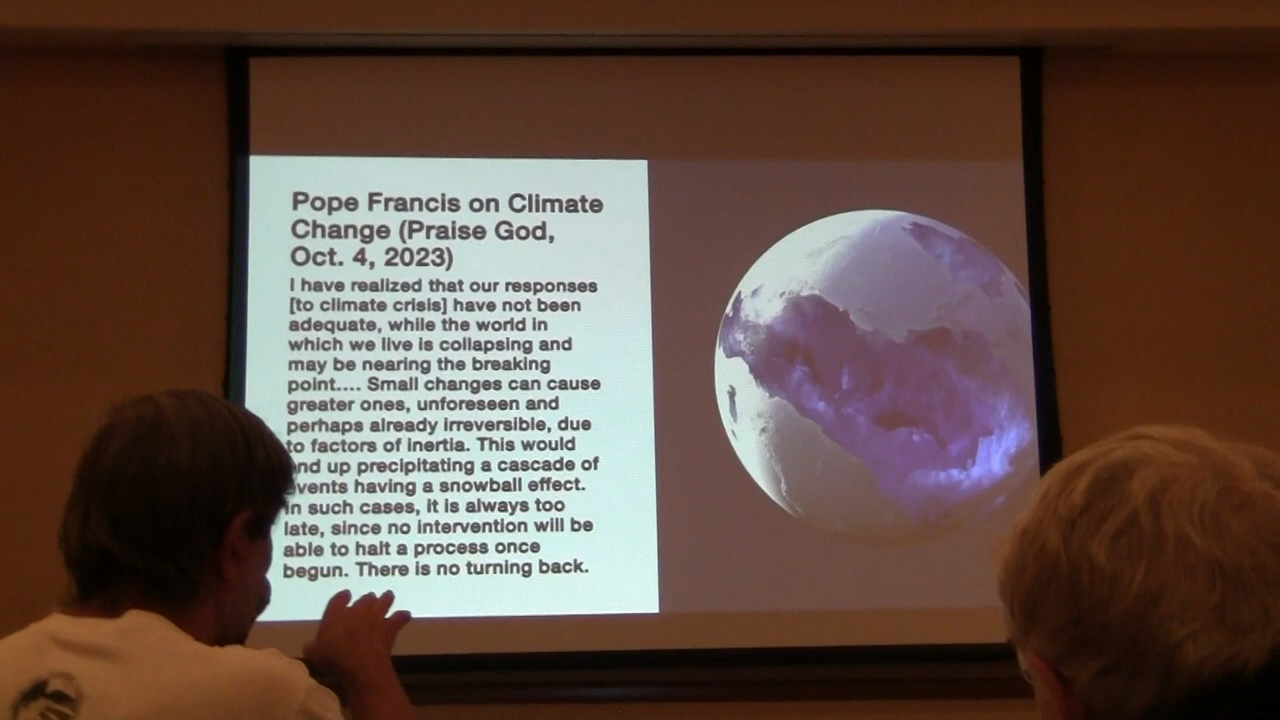 Pope Francis on Climate
Change (Praise God,
Oct. 4, 2023)
I have realized that our responses
[to climate crisis] have not been
adequate, while the world in
which we live is collapsing and
may be nearing the breaking
point.... Small changes can cause
greater ones, unforeseen and
perhaps already irreversible, due
to factors of inertia. This would
end up precipitating a cascade of
events having a snowball effect.
In such cases, it is always too
late, since no intervention will be
able to halt a process once
begun. There is no turning back.